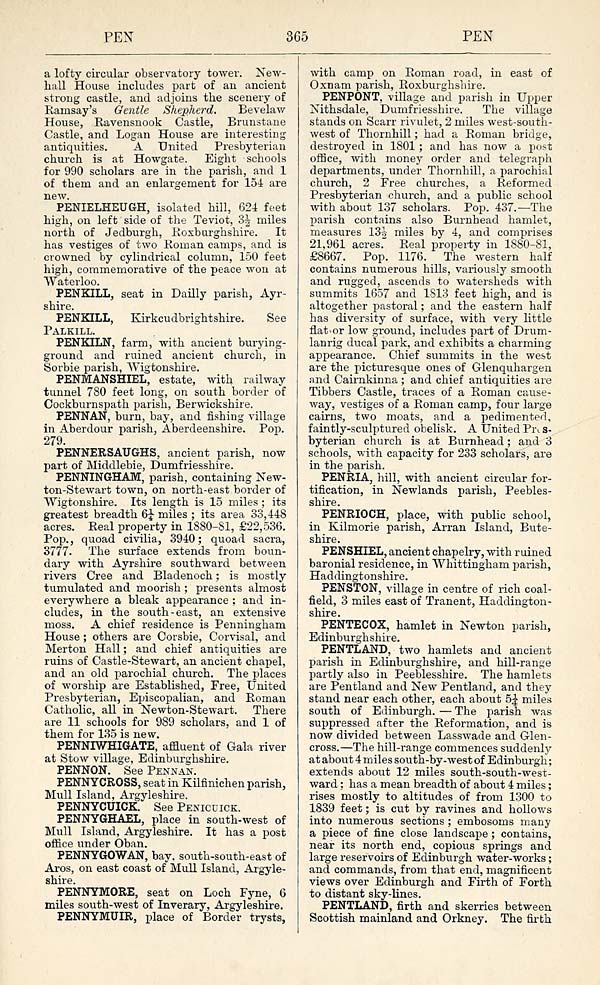 PEN 365 PEN
a lofty circular observatory tower. New-
hall House includes part of an ancient
strong castle, and adjoins the scenery of
Ramsay's Gentle Shepherd. Bevelaw
House, Ravensnook Castle, Brunstane
Castle, and Logan House are interesting
antiquities. A United Presbyterian
church is at Howgate. Eight schools
for 990 scholars are in the parish, and 1
of them and an enlargement for 154 are
new.
PENIELHEUGH, isolated hill, 624 feet
high, on left side of the Teviot, 3½ miles
north of Jedburgh, Roxburghshire. It
has vestiges of two Roman camps, and is
crowned by cylindrical column, 150 feet
high, commemorative of the peace won at
Waterloo.
PENKILL, seat in Dailly parish, Ayr-
shire.
PENKILL, Kirkcudbrightshire. See
PALKILL.
PENKILN, farm, with ancient burying-
ground and ruined ancient church, in
Sorbie parish, Wigtonshire.
PENMANSHIEL, estate, with railway
tunnel 780 feet long, on south border of
Cockburnspath parish, Berwickshire.
PENNAN, burn, bay, and fishing village
in Aberdour parish, Aberdeenshire. Pop.
279.
PENNERSAUGHS, ancient parish, now
part of Middlebie, Dumfriesshire.
PENNINGHAM, parish, containing New-
ton-Stewart town, on north-east border of
Wigtonshire. Its length is 15 miles; its
greatest breadth 6¼ miles; its area 33,448
acres. Real property in 1880-81, £22,536.
Pop., quoad civilia, 3940; quoad sacra,
3777. The surface extends from boun-
dary with Ayrshire southward between
rivers Cree and Bladenoch; is mostly
tumulated and moorish; presents almost
everywhere a bleak appearance; and in-
cludes, in the south-east, an extensive
moss. A chief residence is Penningham
House; others are Corsbie, Corvisal, and
Merton Hall; and chief antiquities are
ruins of Castle-Stewart, an ancient chapel,
and an old parochial church. The places
of worship are Established, Free, United
Presbyterian, Episcopalian, and Roman
Catholic, all in Newton-Stewart. There
are 11 schools for 989 scholars, and 1 of
them for 135 is new.
PENNIWHIGATE, affluent of Gala river
at Stow village, Edinburghshire.
PENNON. See PENNAN.
PENNYCROSS, seat in Kilfinichen parish,
Mull Island, Argyleshire.
PENNYCUICK. See PENICUICK.
PENNYGHAEL, place in south-west of
Mull Island, Argyleshire. It has a post
office under Oban.
PENNYGOWAN, bay, south-south-east of
Aros, on east coast of Mull Island, Argyle-
shire.
PENNYMORE, seat on Loch Fyne, 6
miles south-west of Inverary, Argyleshire.
PENNYMUIR, place of Border trysts,
with camp on Roman road, in east of
Oxnam parish, Roxburghshire.
PENPONT, village and parish in Upper
Nithsdale, Dumfriesshire. The village
stands on Scarr rivulet, 2 miles west-south-
west of Thornhill; had a Roman bridge,
destroyed in 1801; and has now a post
office, with money order and telegraph
departments, under Thornhill, a parochial
church, 2 Free churches, a Reformed
Presbyterian church, and a public school
with about 137 scholars. Pop. 437.—The
parish contains also Burnhead hamlet,
measures 13½ miles by 4, and comprises
21,961 acres. Real property in 1880-81,
£8667. Pop. 1176. The western half
contains numerous hills, variously smooth
and rugged, ascends to watersheds with
summits 1657 and 1813 feet high, and is
altogether pastoral; and the eastern half
has diversity of surface, with very little
flat or low ground, includes part of Drum-
lanrig ducal park, and exhibits a charming
appearance. Chief summits in the west
are the picturesque ones of Glenquhargen
and Cairnkinna; and chief antiquities are
Tibbers Castle, traces of a Roman cause-
way, vestiges of a Roman camp, four large
cairns, two moats, and a pedimented,
faintly-sculptured obelisk. A United Pres-
byterian church is at Burnhead; and 3
schools, with capacity for 233 scholars, are
in the parish.
PENRIA, hill, with ancient circular for-
tification, in Newlands parish, Peebles-
shire.
PENRIOCH, place, with public school,
in Kilmorie parish, Arran Island, Bute-
shire.
PENSHIEL, ancient chapelry, with ruined
baronial residence, in Whittingham parish,
Haddingtonshire.
PENSTON, village in centre of rich coal-
field, 3 miles east of Tranent, Haddington-
shire.
PENTECOX, hamlet in Newton parish,
Edinburghshire.
PENTLAND, two hamlets and ancient
parish in Edinburghshire, and hill-range
partly also in Peeblesshire. The hamlets
are Pentland and New Pentland, and they
stand near each other, each about 5¼ miles
south of Edinburgh.—The parish was
suppressed after the Reformation, and is
now divided between Lasswade and Glen-
cross.—The hill-range commences suddenly
at about 4 miles south-by-west of Edinburgh;
extends about 12 miles south-south-west-
ward; has a mean breadth of about 4 miles;
rises mostly to altitudes of from 1300 to
1839 feet; is cut by ravines and hollows
into numerous sections; embosoms many
a piece of fine close landscape; contains,
near its north end, copious springs and
large reservoirs of Edinburgh water-works;
and commands, from that end, magnificent
views over Edinburgh and Firth of Forth
to distant sky-lines.
PENTLAND, firth and skerries between
Scottish mainland and Orkney. The firth